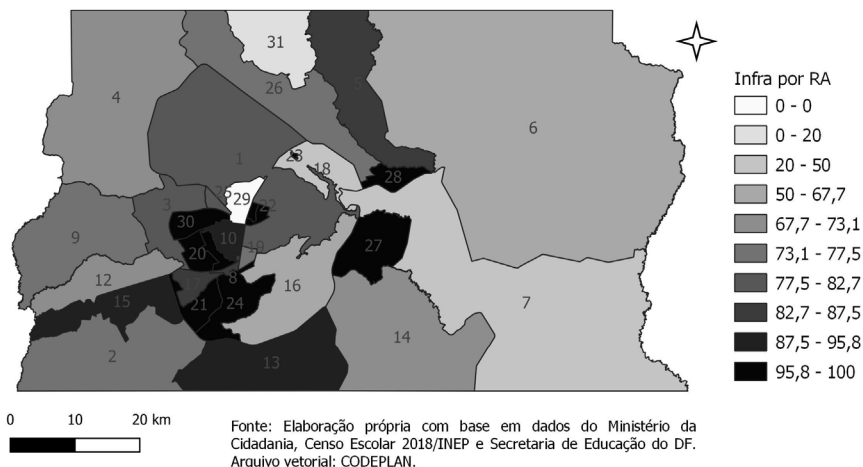 31
4
26
5
6
1
23
18
28
29
22
3
30
10
9
20
19
27
12
8
16
15
21
24
7
14
2
13
Infra por RA
0 - 0
0 - 20
20 - 50
50 - 67,7
67,7 - 73,1
73,1 - 77,5
77,5 - 82,7
82,7 - 87,5
87,5 - 95,8
95,8 - 100
0 10 20 km
Fonte: Elaboração própria com base em dados do Ministério da
Cidadania, Censo Escolar 2018/INEP e Secretaria de Educação do DF.
Arquivo vetorial: CODEPLAN.